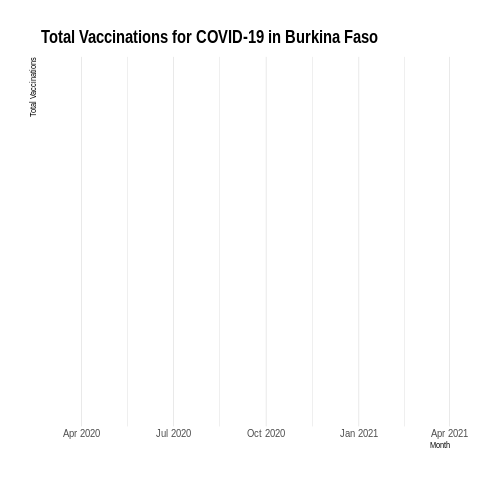 Total Vaccinations for COVID-19 in Burkina Faso
Total Vaccinations
Apr 2020 Jul 2020 Oct 2020 Jan 2021 Apr 2021
Month